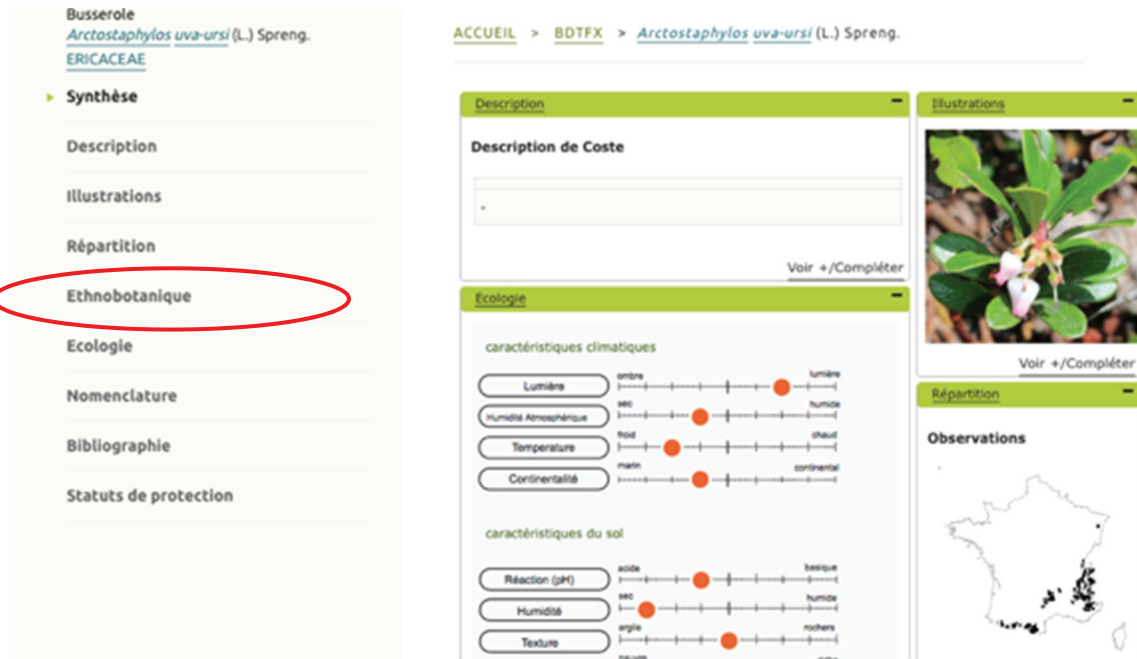 Busserole
Arctostaphylos uva-ursi (L.) Spreng.
ERICACEAE
Synthèse
Description
Illustrations
Répartition
Ethnobotanique
Ecologie
Nomenclature
Bibliographie
Statuts de protection
ACCUEIL > BDTFX > Arctostaphylos uva-ursi (L.) Spreng.
Description
Description de Coste
-
Voir +/Compléter
Ecologie
caractéristiques climatiques
Lumière ombre lumière
Humidité Atmosphérique sec humide
Temperature froid chaud
Continentalité marin continental
caractéristiques du sol
Réaction (pH) acide basique
Humidité sec humide
Texture argile rochers
Illustrations
Voir +/Compléter
Répartition
Observations